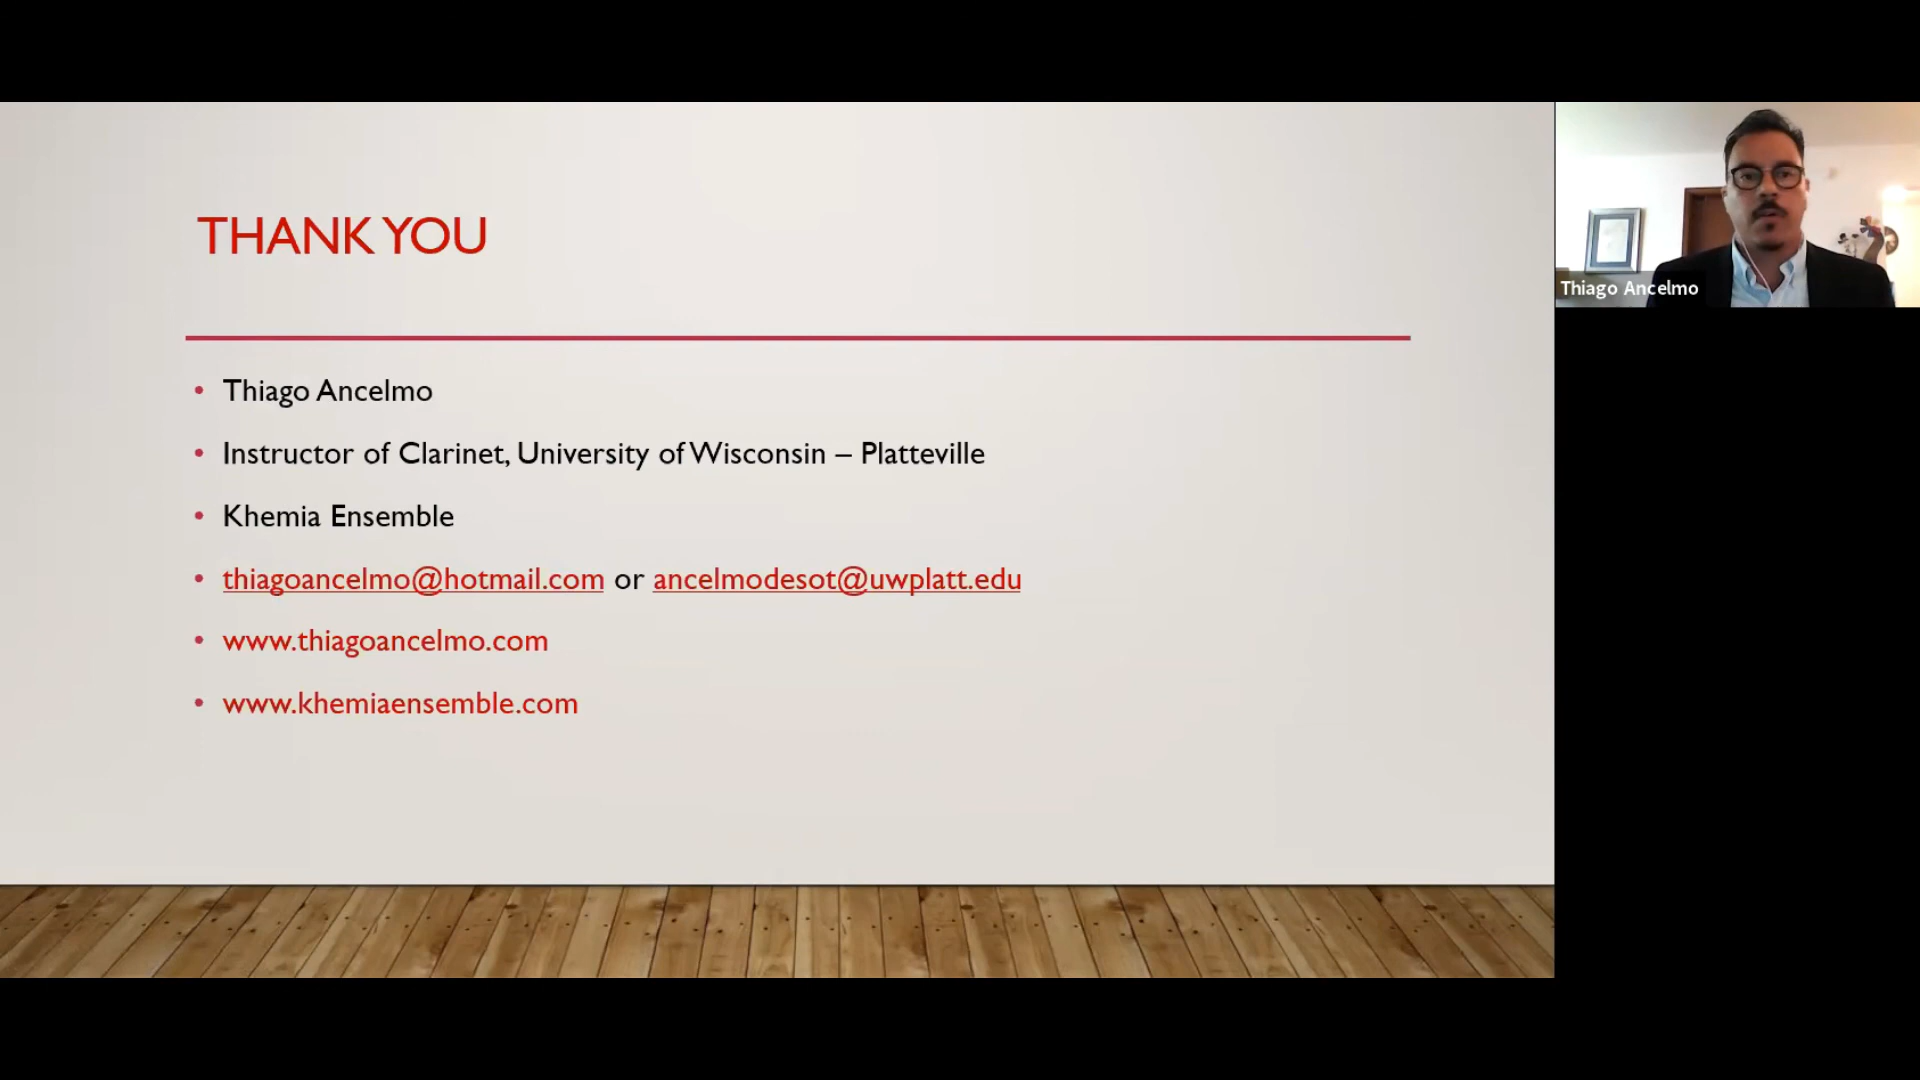 THANK YOU
• Thiago Ancelmo
• Instructor of Clarinet, University of Wisconsin – Platteville
• Khemia Ensemble
• thiagoancelmo@hotmail.com or ancelmodesot@uwplatt.edu
• www.thiagoancelmo.com
• www.khemiaensemble.com
Thiago Ancelmo